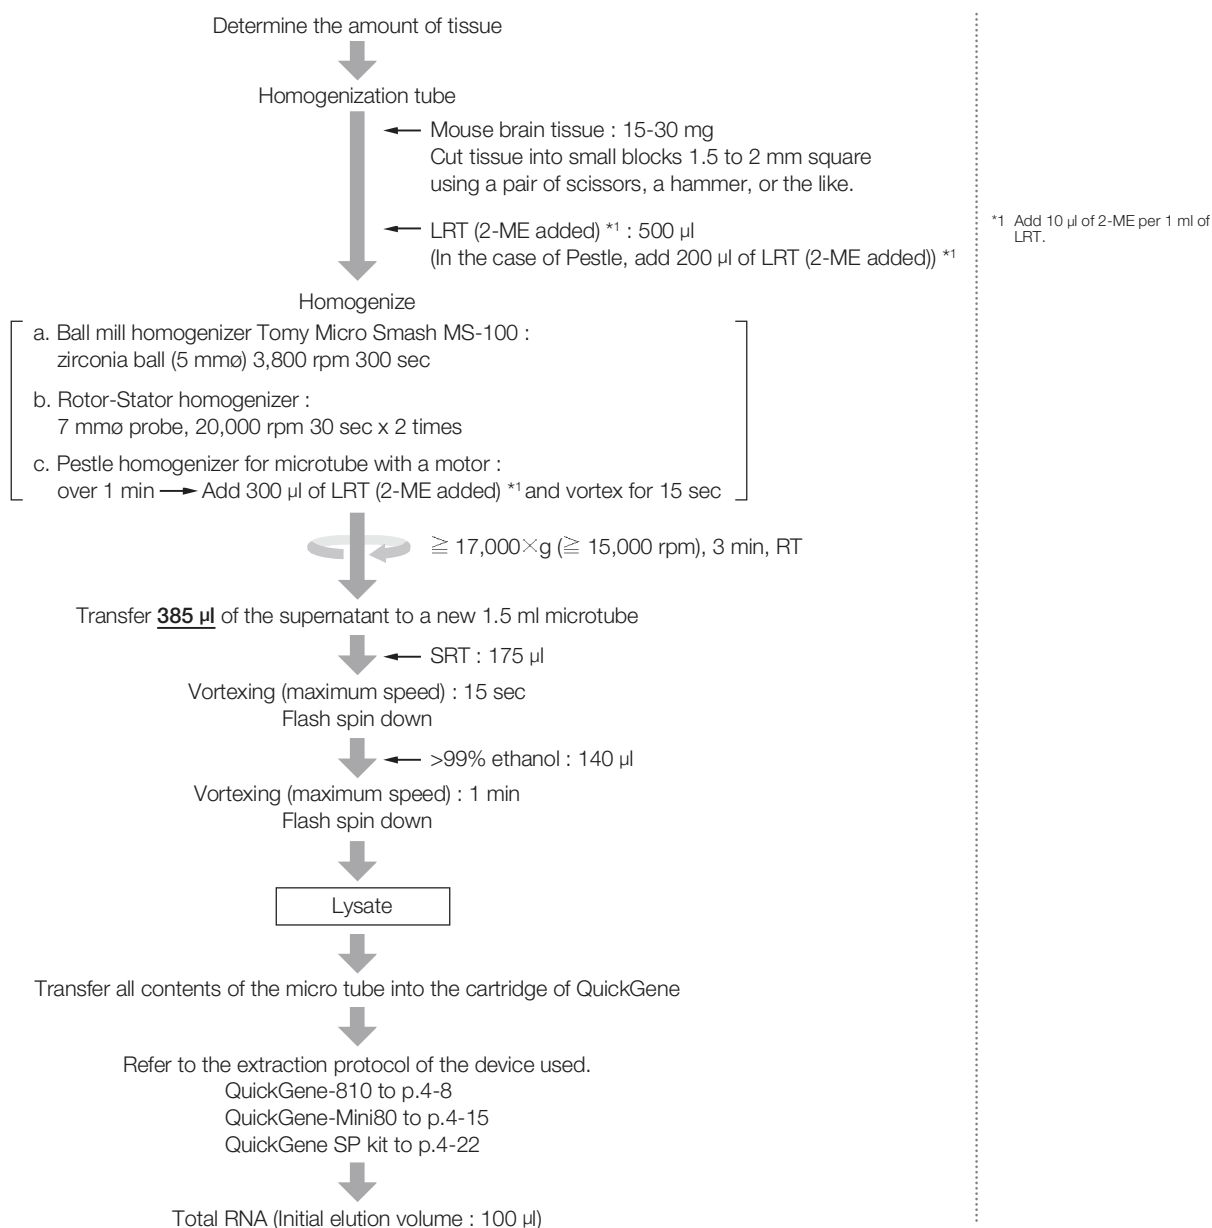 Determine the amount of tissue
Homogenization tube
Mouse brain tissue : 15-30 mg
Cut tissue into small blocks 1.5 to 2 mm square
using a pair of scissors, a hammer, or the like.
LRT (2-ME added) *1 : 500 µl
(In the case of Pestle, add 200 µl of LRT (2-ME added)) *1
*1 Add 10 µl of 2-ME per 1 ml of
LRT.
Homogenize
a. Ball mill homogenizer Tomy Micro Smash MS-100 :
zirconia ball (5 mmø) 3,800 rpm 300 sec
b. Rotor-Stator homogenizer :
7 mmø probe, 20,000 rpm 30 sec x 2 times
c. Pestle homogenizer for microtube with a motor :
over 1 min → Add 300 µl of LRT (2-ME added) *1 and vortex for 15 sec
≧ 17,000×g (≧ 15,000 rpm), 3 min, RT
Transfer 385 µl of the supernatant to a new 1.5 ml microtube
SRT : 175 µl
Vortexing (maximum speed) : 15 sec
Flash spin down
>99% ethanol : 140 µl
Vortexing (maximum speed) : 1 min
Flash spin down
Lysate
Transfer all contents of the micro tube into the cartridge of QuickGene
Refer to the extraction protocol of the device used.
QuickGene-810 to p.4-8
QuickGene-Mini80 to p.4-15
QuickGene SP kit to p.4-22
Total RNA (Initial elution volume : 100 µl)